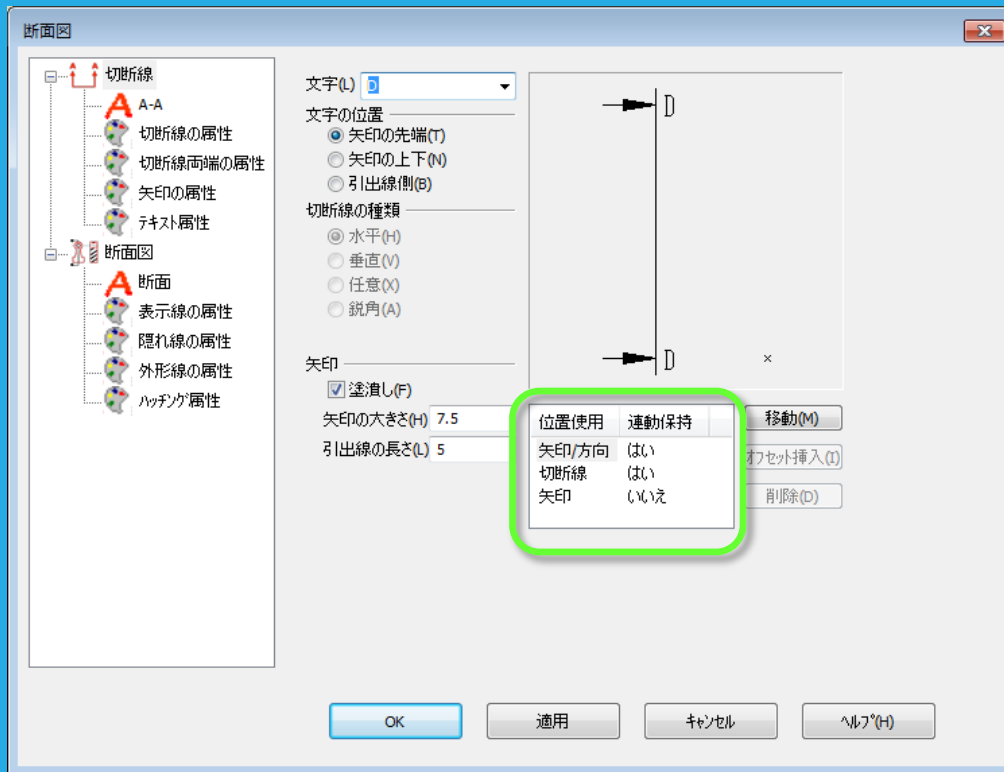 断面図
切断線
A-A
切断線の属性
切断線両端の属性
矢印の属性
テキスト属性
断面図
断面
表示線の属性
隠れ線の属性
外形線の属性
ハッチング属性
文字(L) D
文字の位置
矢印の先端(T)
矢印の上下(N)
引出線側(B)
切断線の種類
水平(H)
垂直(V)
任意(X)
鋭角(A)
矢印
塗潰し(F)
矢印の大きさ(H) 7.5
引出線の長さ(L) 5
D
D
位置使用 連動保持
矢印/方向 はい
切断線 はい
矢印 いいえ
移動(M)
オフセット挿入(I)
削除(D)
OK 適用 キャンセル ヘルプ(H)